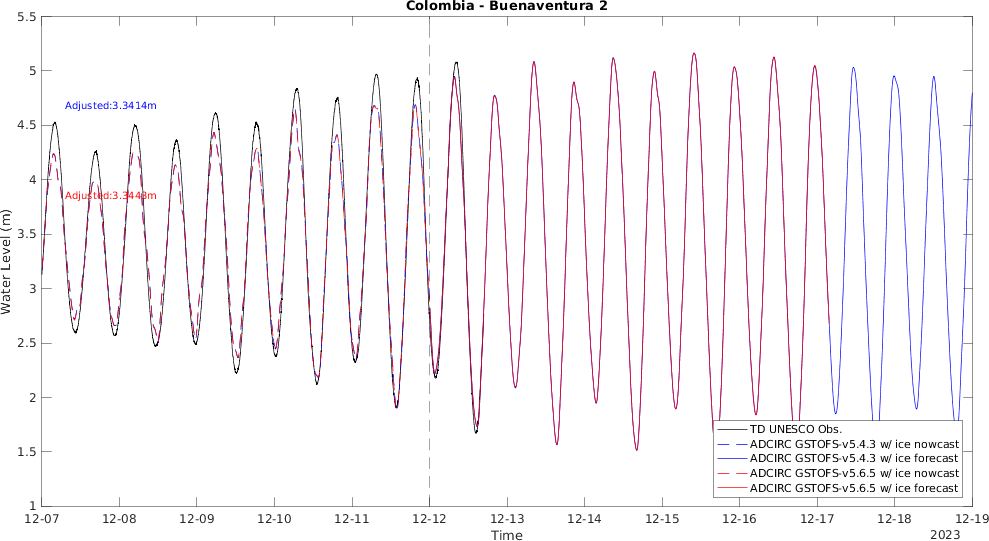 Colombia - Buenaventura 2
5.5
5
4.5
4
3.5
3
2.5
2
1.5
1
Water Level (m)
Adjusted:3.3414m
Adjusted:3.3443m
TD UNESCO Obs.
ADCIRC GSTOFS-v5.4.3 w/ ice nowcast
ADCIRC GSTOFS-v5.4.3 w/ ice forecast
ADCIRC GSTOFS-v5.6.5 w/ ice nowcast
ADCIRC GSTOFS-v5.6.5 w/ ice forecast
12-07 12-08 12-09 12-10 12-11 12-12 12-13 12-14 12-15 12-16 12-17 12-18 12-19
Time
2023